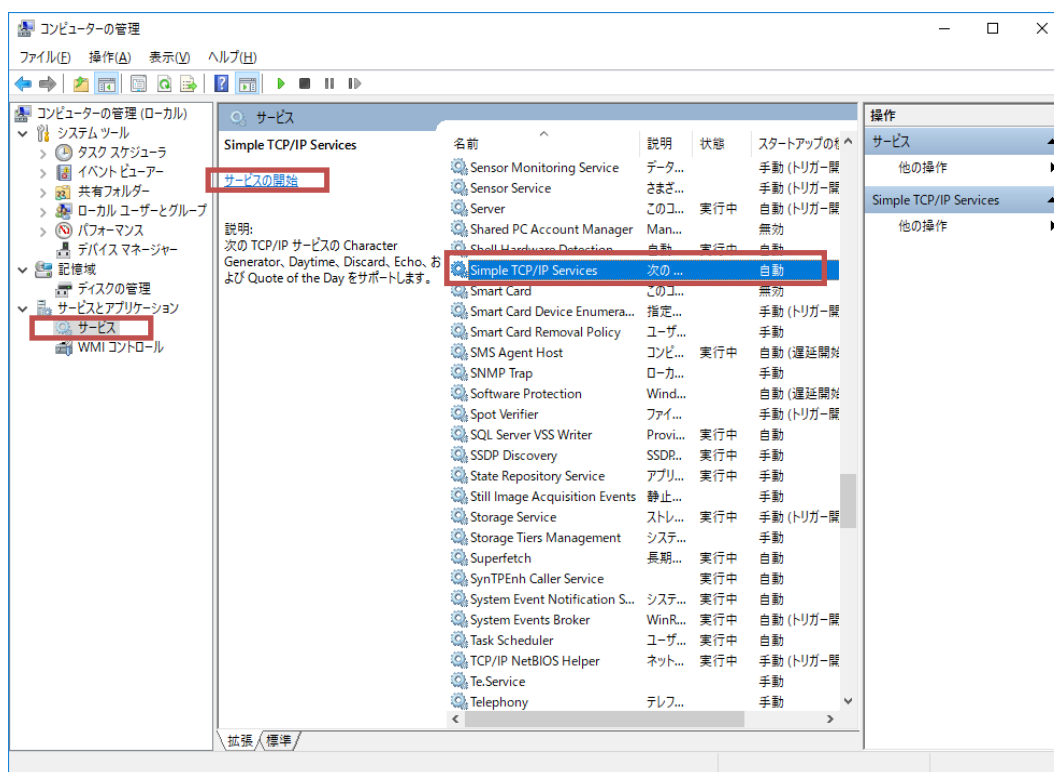 コンピューターの管理
ファイル(F) 操作(A) 表示(V) ヘルプ(H)
コンピューターの管理 (ローカル)
システム ツール
タスク スケジューラ
イベント ビューアー
共有フォルダー
ローカル ユーザーとグループ
パフォーマンス
デバイス マネージャー
記憶域
ディスクの管理
サービスとアプリケーション
サービス
WMI コントロール
サービス
Simple TCP/IP Services
サービスの開始
説明:
次の TCP/IP サービスの Character
Generator、Daytime、Discard、Echo、お
よび Quote of the Day をサポートします。
名前 説明 状態 スタートアップの種
Sensor Monitoring Service データ... 手動 (トリガー開
Sensor Service さまざ... 手動 (トリガー開
Server このコ... 実行中 自動 (トリガー開
Shared PC Account Manager Man... 無効
Shell Hardware Detection 自動... 実行中 自動
Simple TCP/IP Services 次の ... 自動
Smart Card このコ... 無効
Smart Card Device Enumera... 指定... 手動 (トリガー開
Smart Card Removal Policy ユーザ... 手動
SMS Agent Host コンピ... 実行中 自動 (遅延開始
SNMP Trap ローカ... 手動
Software Protection Wind... 自動 (遅延開始
Spot Verifier ファイ... 手動 (トリガー開
SQL Server VSS Writer Provi... 実行中 自動
SSDP Discovery SSDP... 実行中 手動
State Repository Service アプリ... 実行中 手動
Still Image Acquisition Events 静止... 手動
Storage Service ストレ... 実行中 手動 (トリガー開
Storage Tiers Management システ... 手動
Superfetch 長期... 実行中 自動
SynTPEnh Caller Service 実行中 自動
System Event Notification S... システ... 実行中 自動
System Events Broker WinR... 実行中 自動 (トリガー開
Task Scheduler ユーザ... 実行中 自動
TCP/IP NetBIOS Helper ネット... 実行中 手動 (トリガー開
Te.Service 手動
Telephony テレフ... 手動
拡張 標準
操作
サービス
他の操作
Simple TCP/IP Services
他の操作